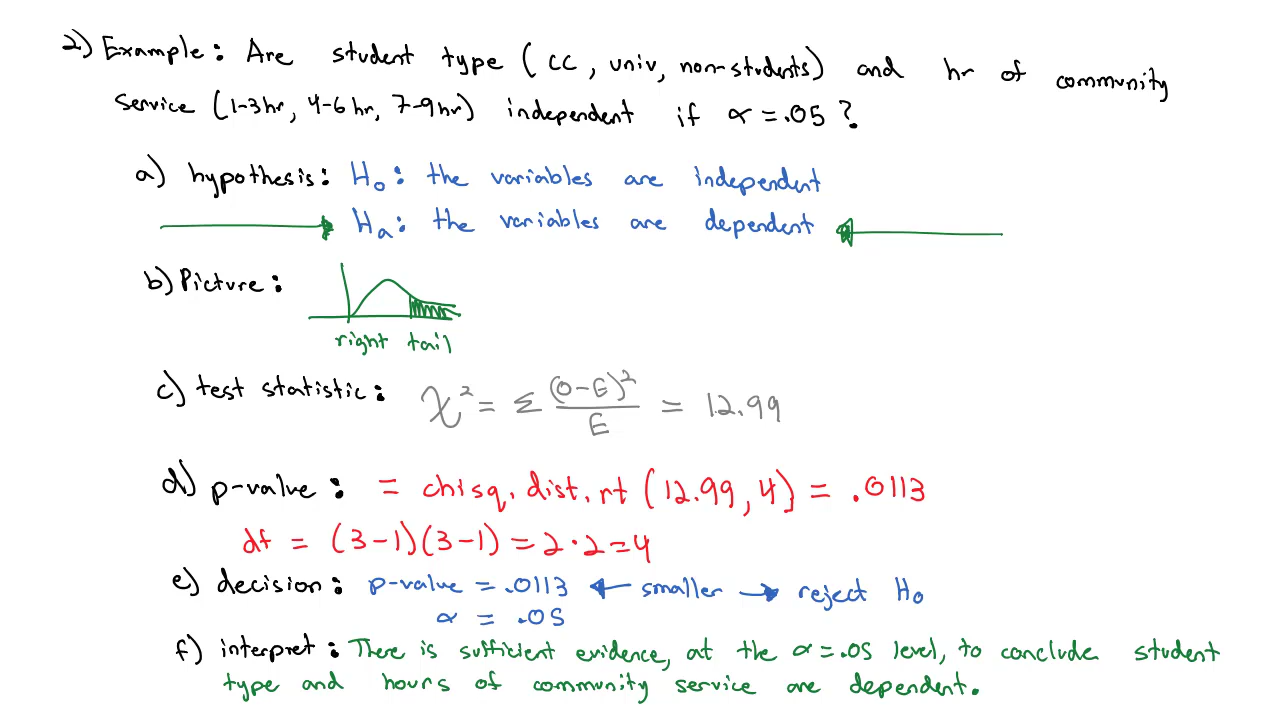 2) Example: Are student type (CC, univ, non-students) and hr of community
service (1-3hr, 4-6 hr, 7-9hr) independent if α = .05 ?
a) hypothesis: H₀: the variables are independent
Hₐ: the variables are dependent
b) Picture:
right tail
c) test statistic: χ² = Σ (O-E)²/E = 12.99
d) p-value: = chisq.dist.rt (12.99, 4) = .0113
df = (3-1)(3-1) = 2·2=4
e) decision: p-value = .0113 ← smaller → reject H₀
α = .05
f) interpret: There is sufficient evidence, at the α=.05 level, to conclude student
type and hours of community service are dependent.